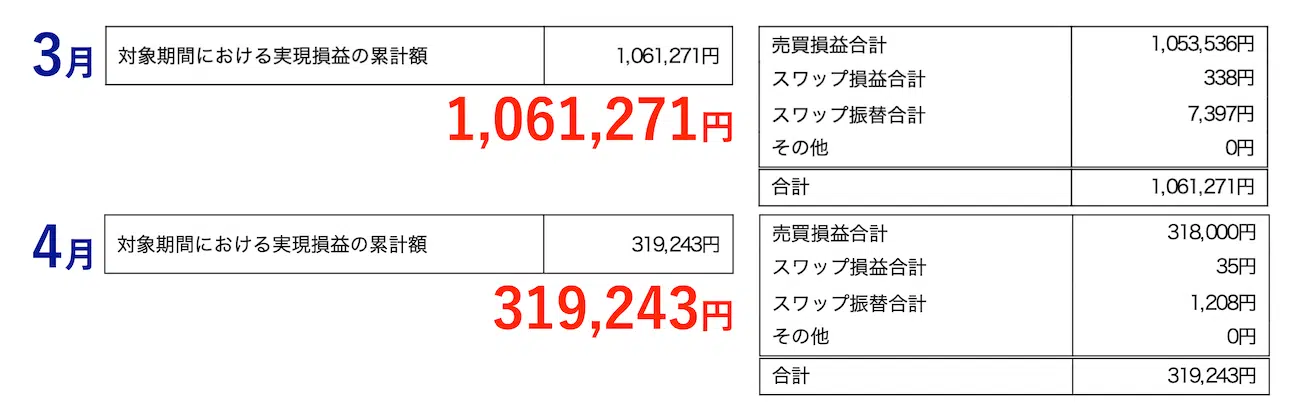 3月
対象期間における実現損益の累計額 1,061,271円
1,061,271円
売買損益合計 1,053,536円
スワップ損益合計 338円
スワップ振替合計 7,397円
その他 0円
合計 1,061,271円
4月
対象期間における実現損益の累計額 319,243円
319,243円
売買損益合計 318,000円
スワップ損益合計 35円
スワップ振替合計 1,208円
その他 0円
合計 319,243円